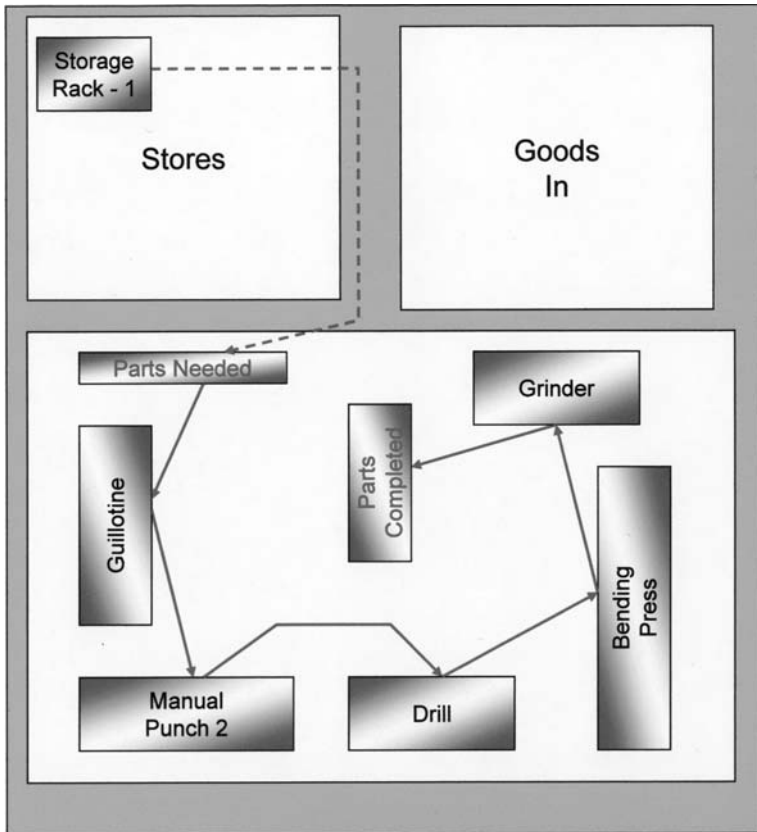 Storage
Rack - 1
Stores
Goods
In
Parts Needed
Grinder
Parts
Completed
Guillotine
Bending
Press
Manual
Punch 2
Drill